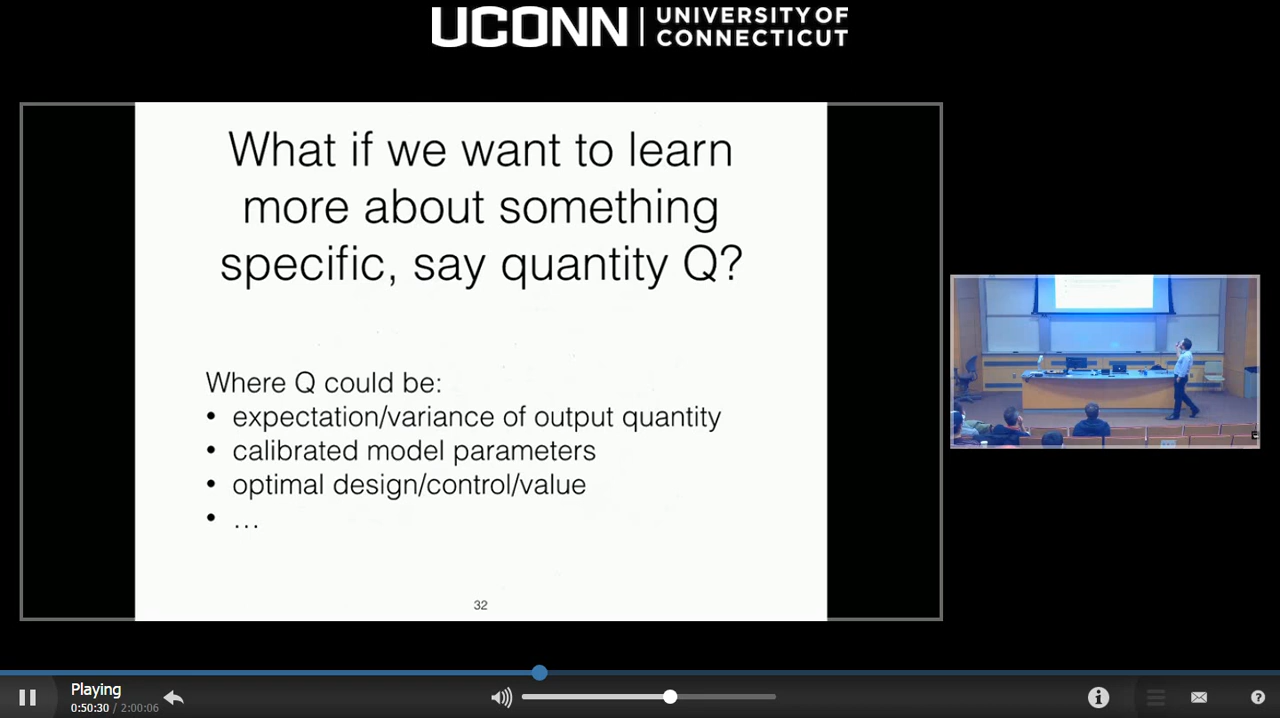 UCONN | UNIVERSITY OF
CONNECTICUT
What if we want to learn
more about something
specific, say quantity Q?
Where Q could be:
• expectation/variance of output quantity
• calibrated model parameters
• optimal design/control/value
• …
32
Playing
0:50:30 / 2:00:06